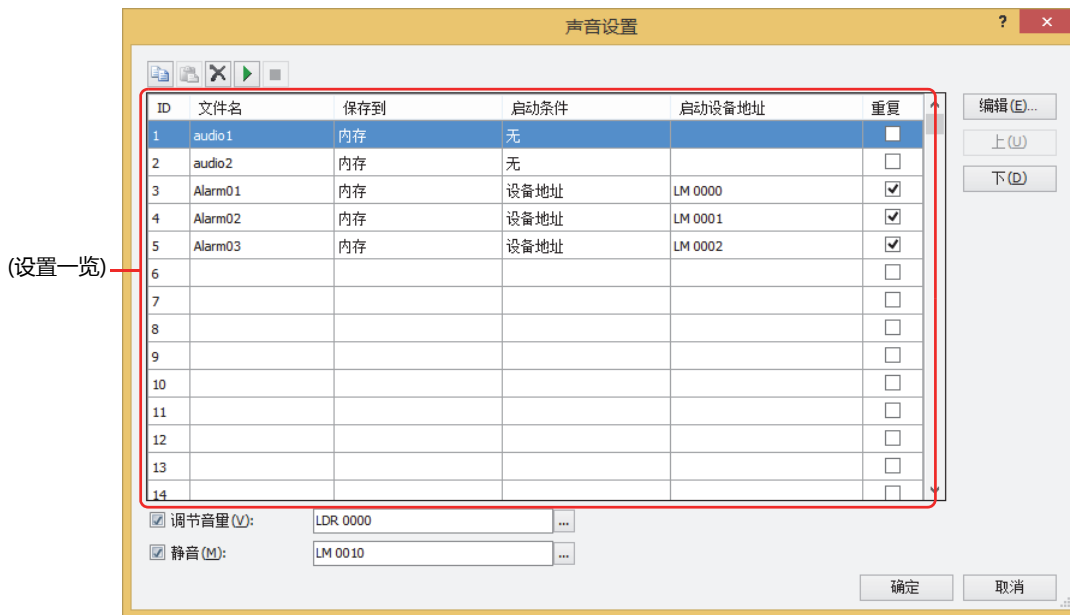 声音设置
ID 文件名 保存到 启动条件 启动设备地址 重复
1 audio1 内存 无
2 audio2 内存 无
3 Alarm01 内存 设备地址 LM 0000
4 Alarm02 内存 设备地址 LM 0001
5 Alarm03 内存 设备地址 LM 0002
6
7
8
9
10
11
12
13
14
编辑(E)...
上(U)
下(D)
(设置一览)
调节音量(V): LDR 0000 ...
静音(M): LM 0010 ...
确定 取消